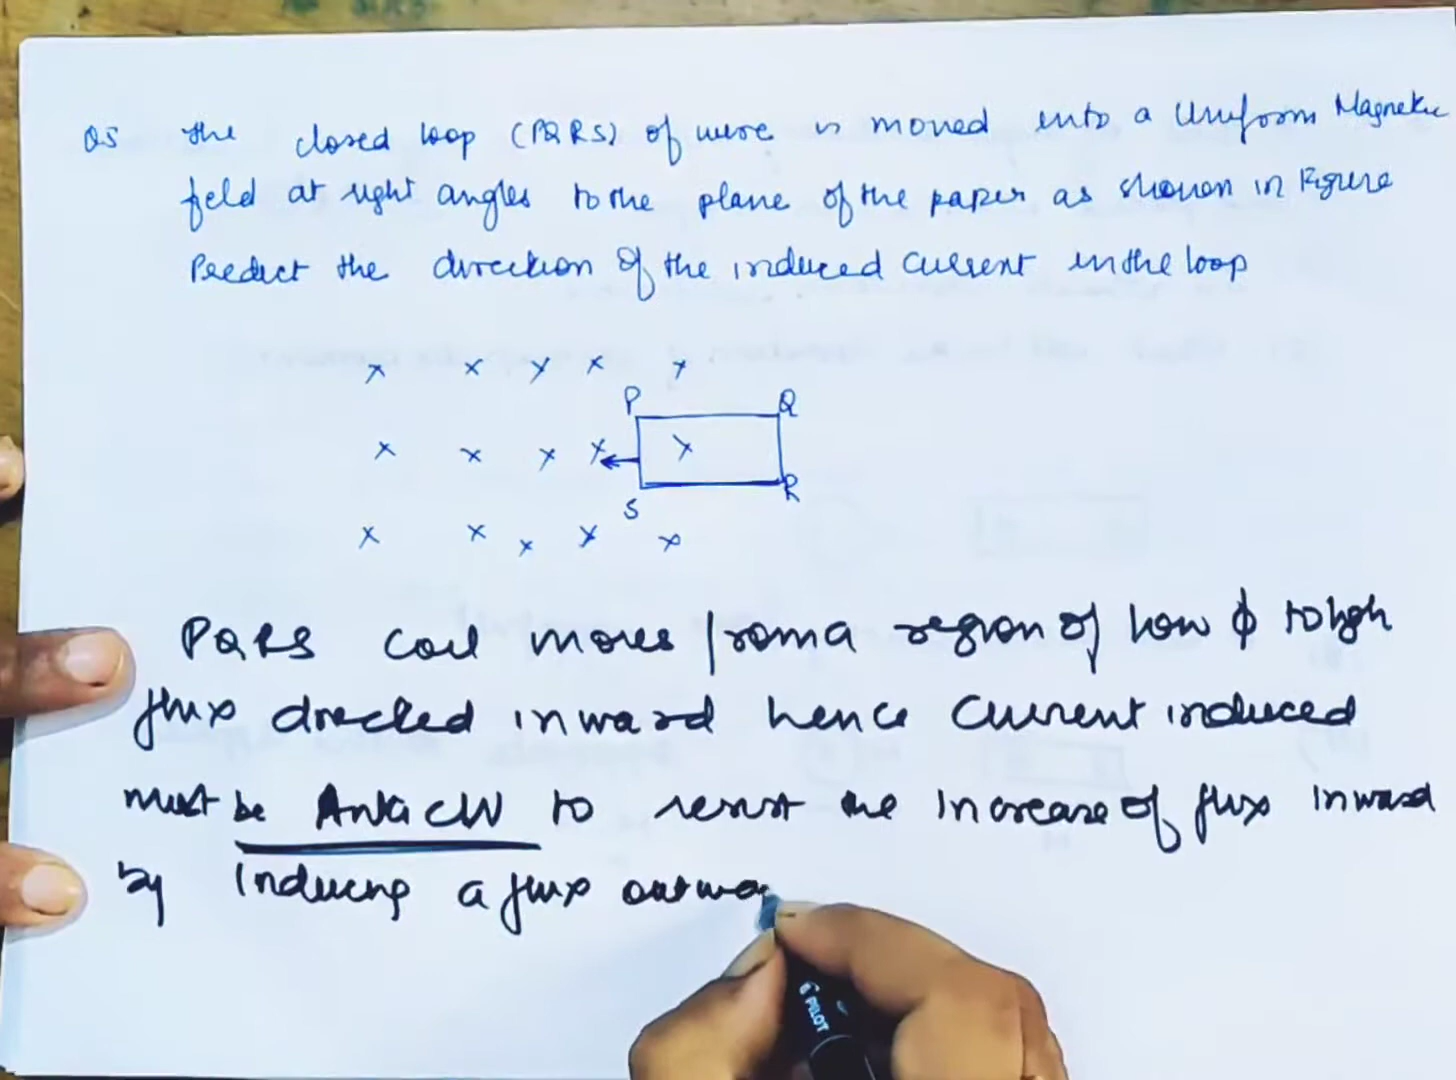 Q5 The closed loop (PQRS) of wire is moved into a Uniform Magnetic
field at right angles to the plane of the paper as shown in Figure
Predict the direction of the induced current in the loop
x x x x x
P Q
x x x x x
S R
x x x x x
PQRS coil moves from a region of low ϕ to high
flux directed inward hence Current induced
must be Anti CW to resist the increase of flux inward
by inducing a flux outwa
PILOT